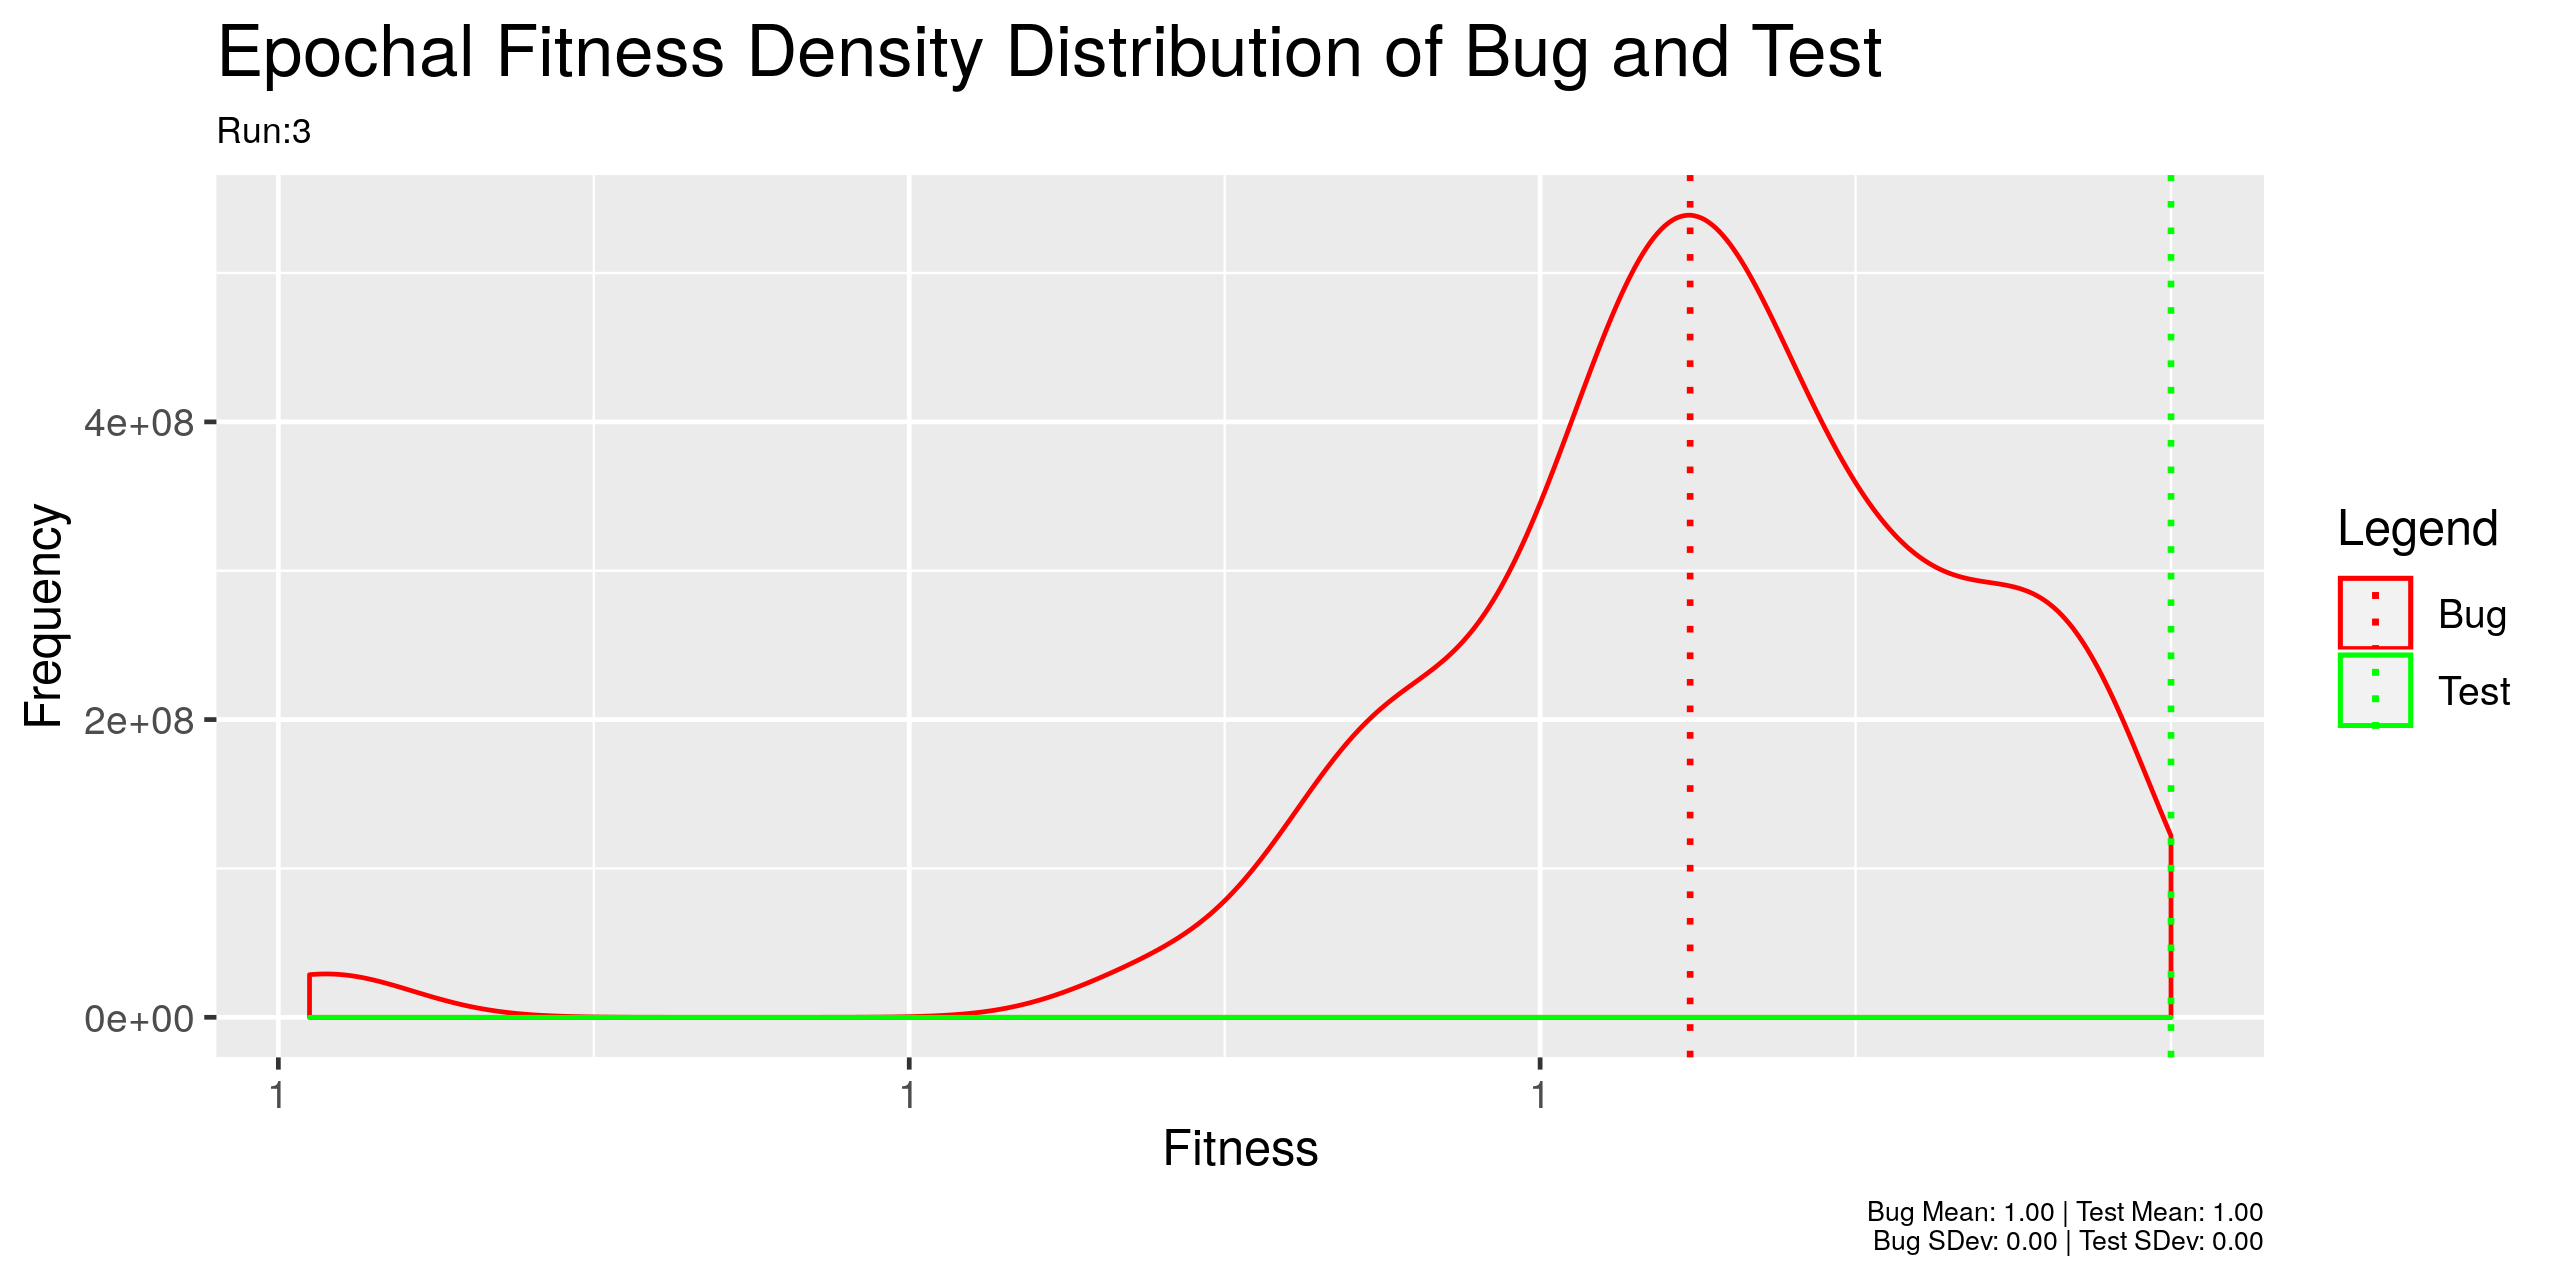 Epochal Fitness Density Distribution of Bug and Test
Run:3
Frequency
4e+08
2e+08
0e+00
1 1 1
Fitness
Legend
Bug
Test
Bug Mean: 1.00 | Test Mean: 1.00
Bug SDev: 0.00 | Test SDev: 0.00